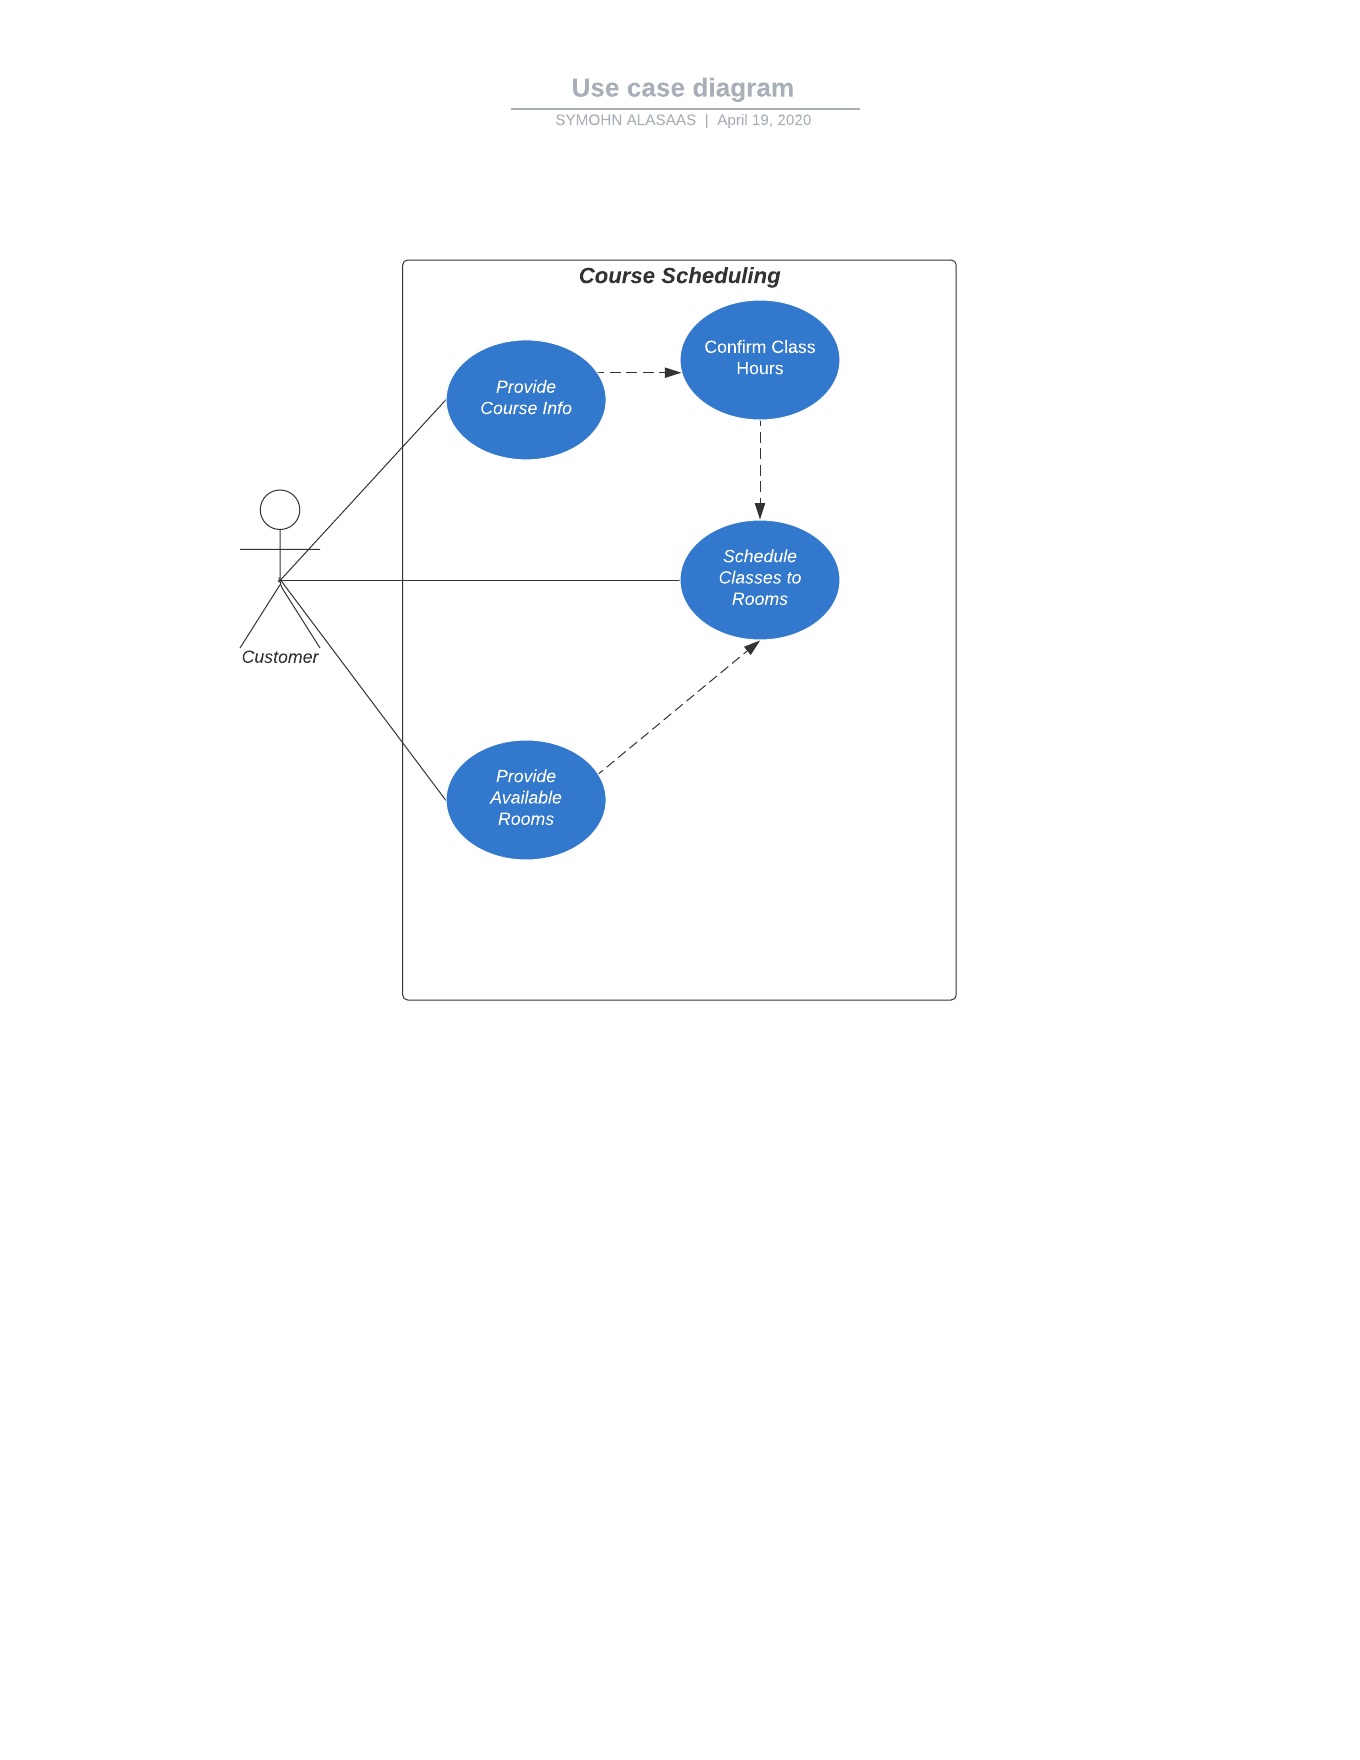 Use case diagram
SYMOHN ALASAAS | April 19, 2020
Course Scheduling
Confirm Class
Hours
Provide
Course Info
Schedule
Classes to
Rooms
Customer
Provide
Available
Rooms